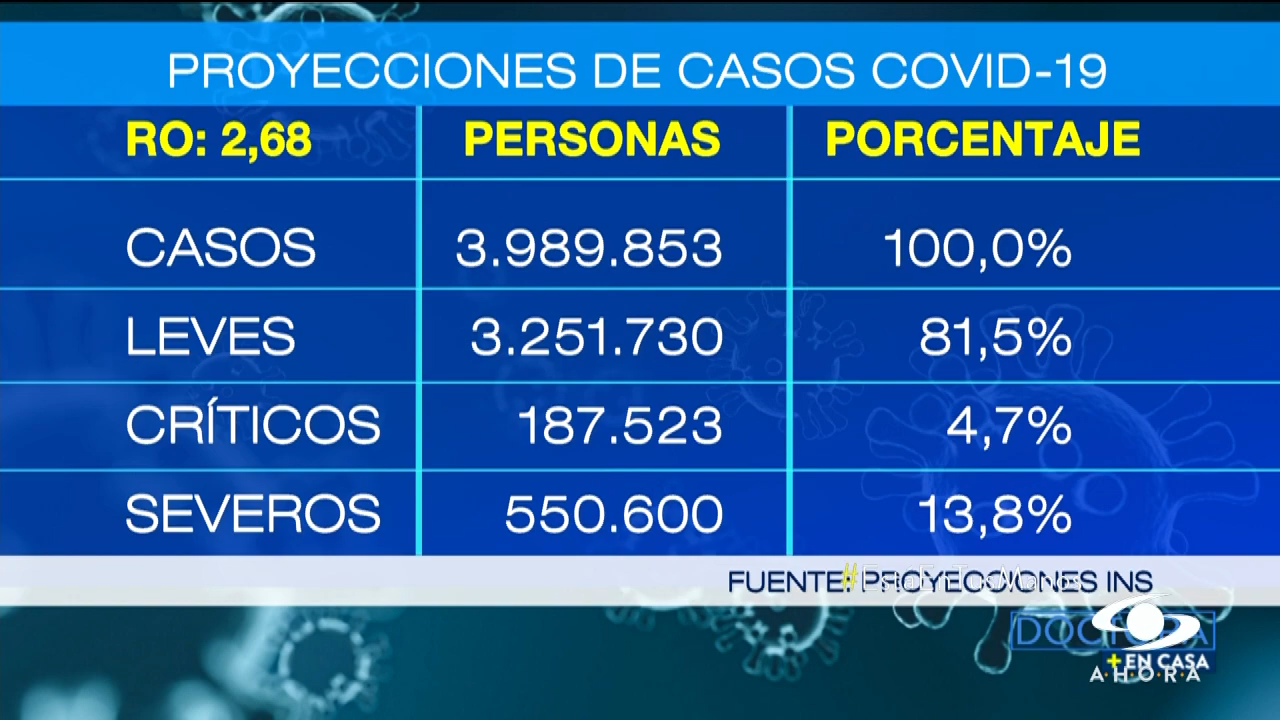 PROYECCIONES DE CASOS COVID-19
RO: 2,68 PERSONAS PORCENTAJE
CASOS 3.989.853 100,0%
LEVES 3.251.730 81,5%
CRÍTICOS 187.523 4,7%
SEVEROS 550.600 13,8%
FUENTE: PROYECCIONES INS
#EstaEnTusManos
DOCTORA
+EN CASA
AHORA